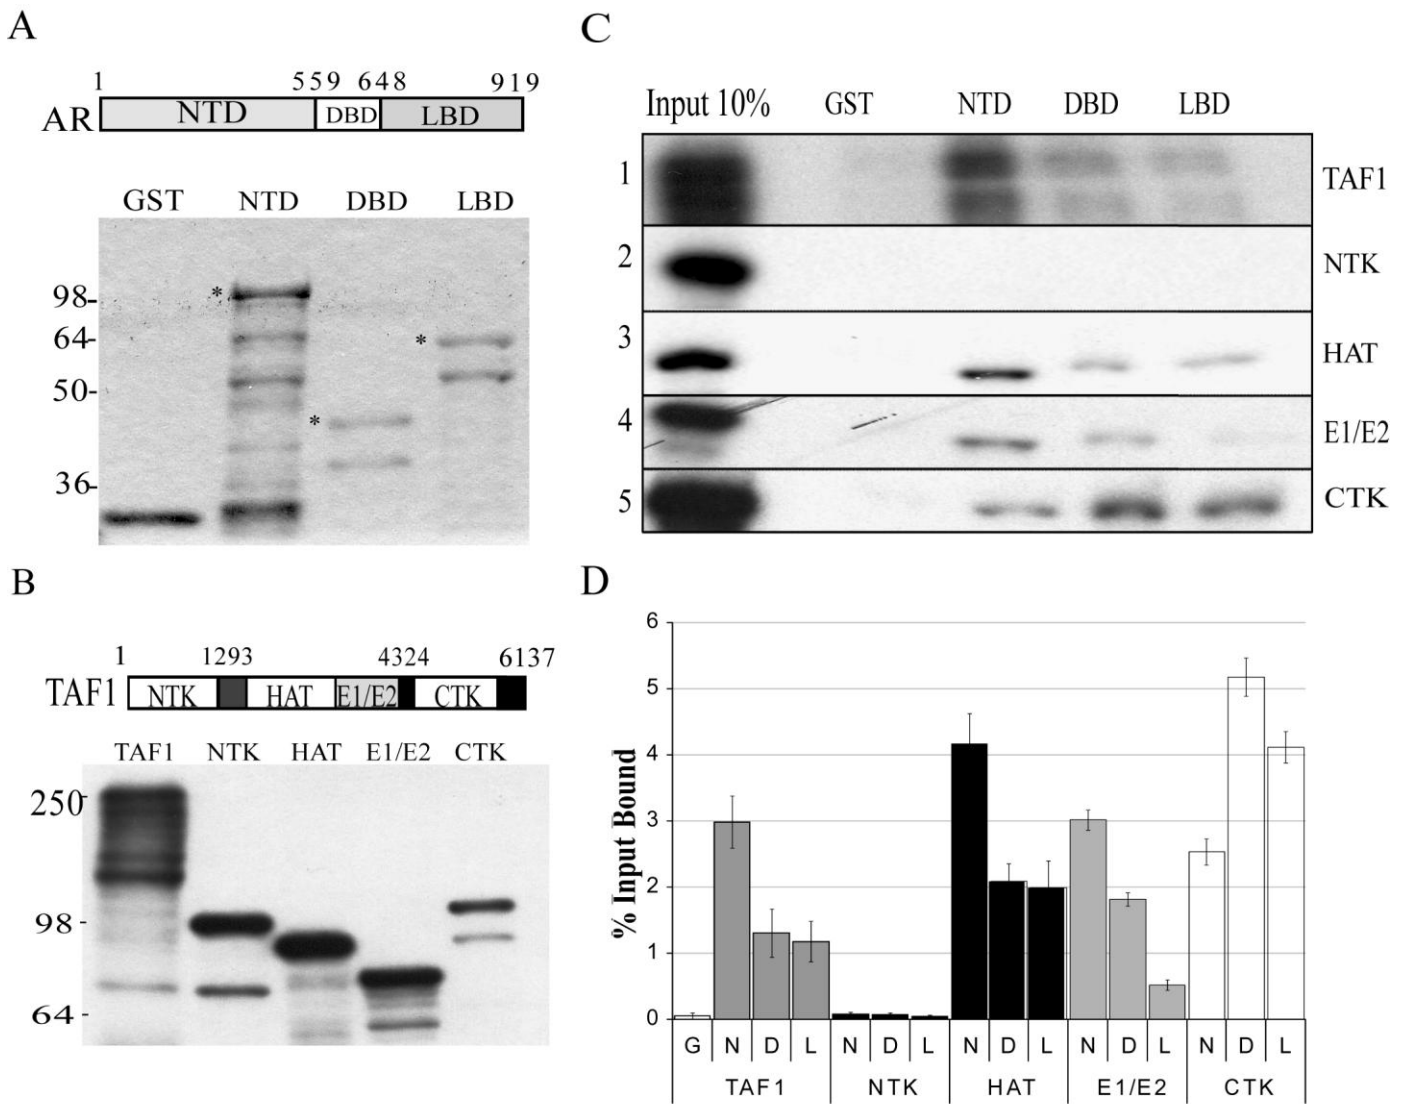 A
1 559 648 919
AR NTD DBD LBD
GST NTD DBD LBD
*
98-
64- *
50-
*
36-
B
1 1293 4324 6137
TAF1 NTK HAT E1/E2 CTK
TAF1 NTK HAT E1/E2 CTK
250-
98-
64-
C
Input 10% GST NTD DBD LBD
1 TAF1
2 NTK
3 HAT
4 E1/E2
5 CTK
D
% Input Bound
6
5
4
3
2
1
0
G N D L N D L N D L N D L N D L
TAF1 NTK HAT E1/E2 CTK